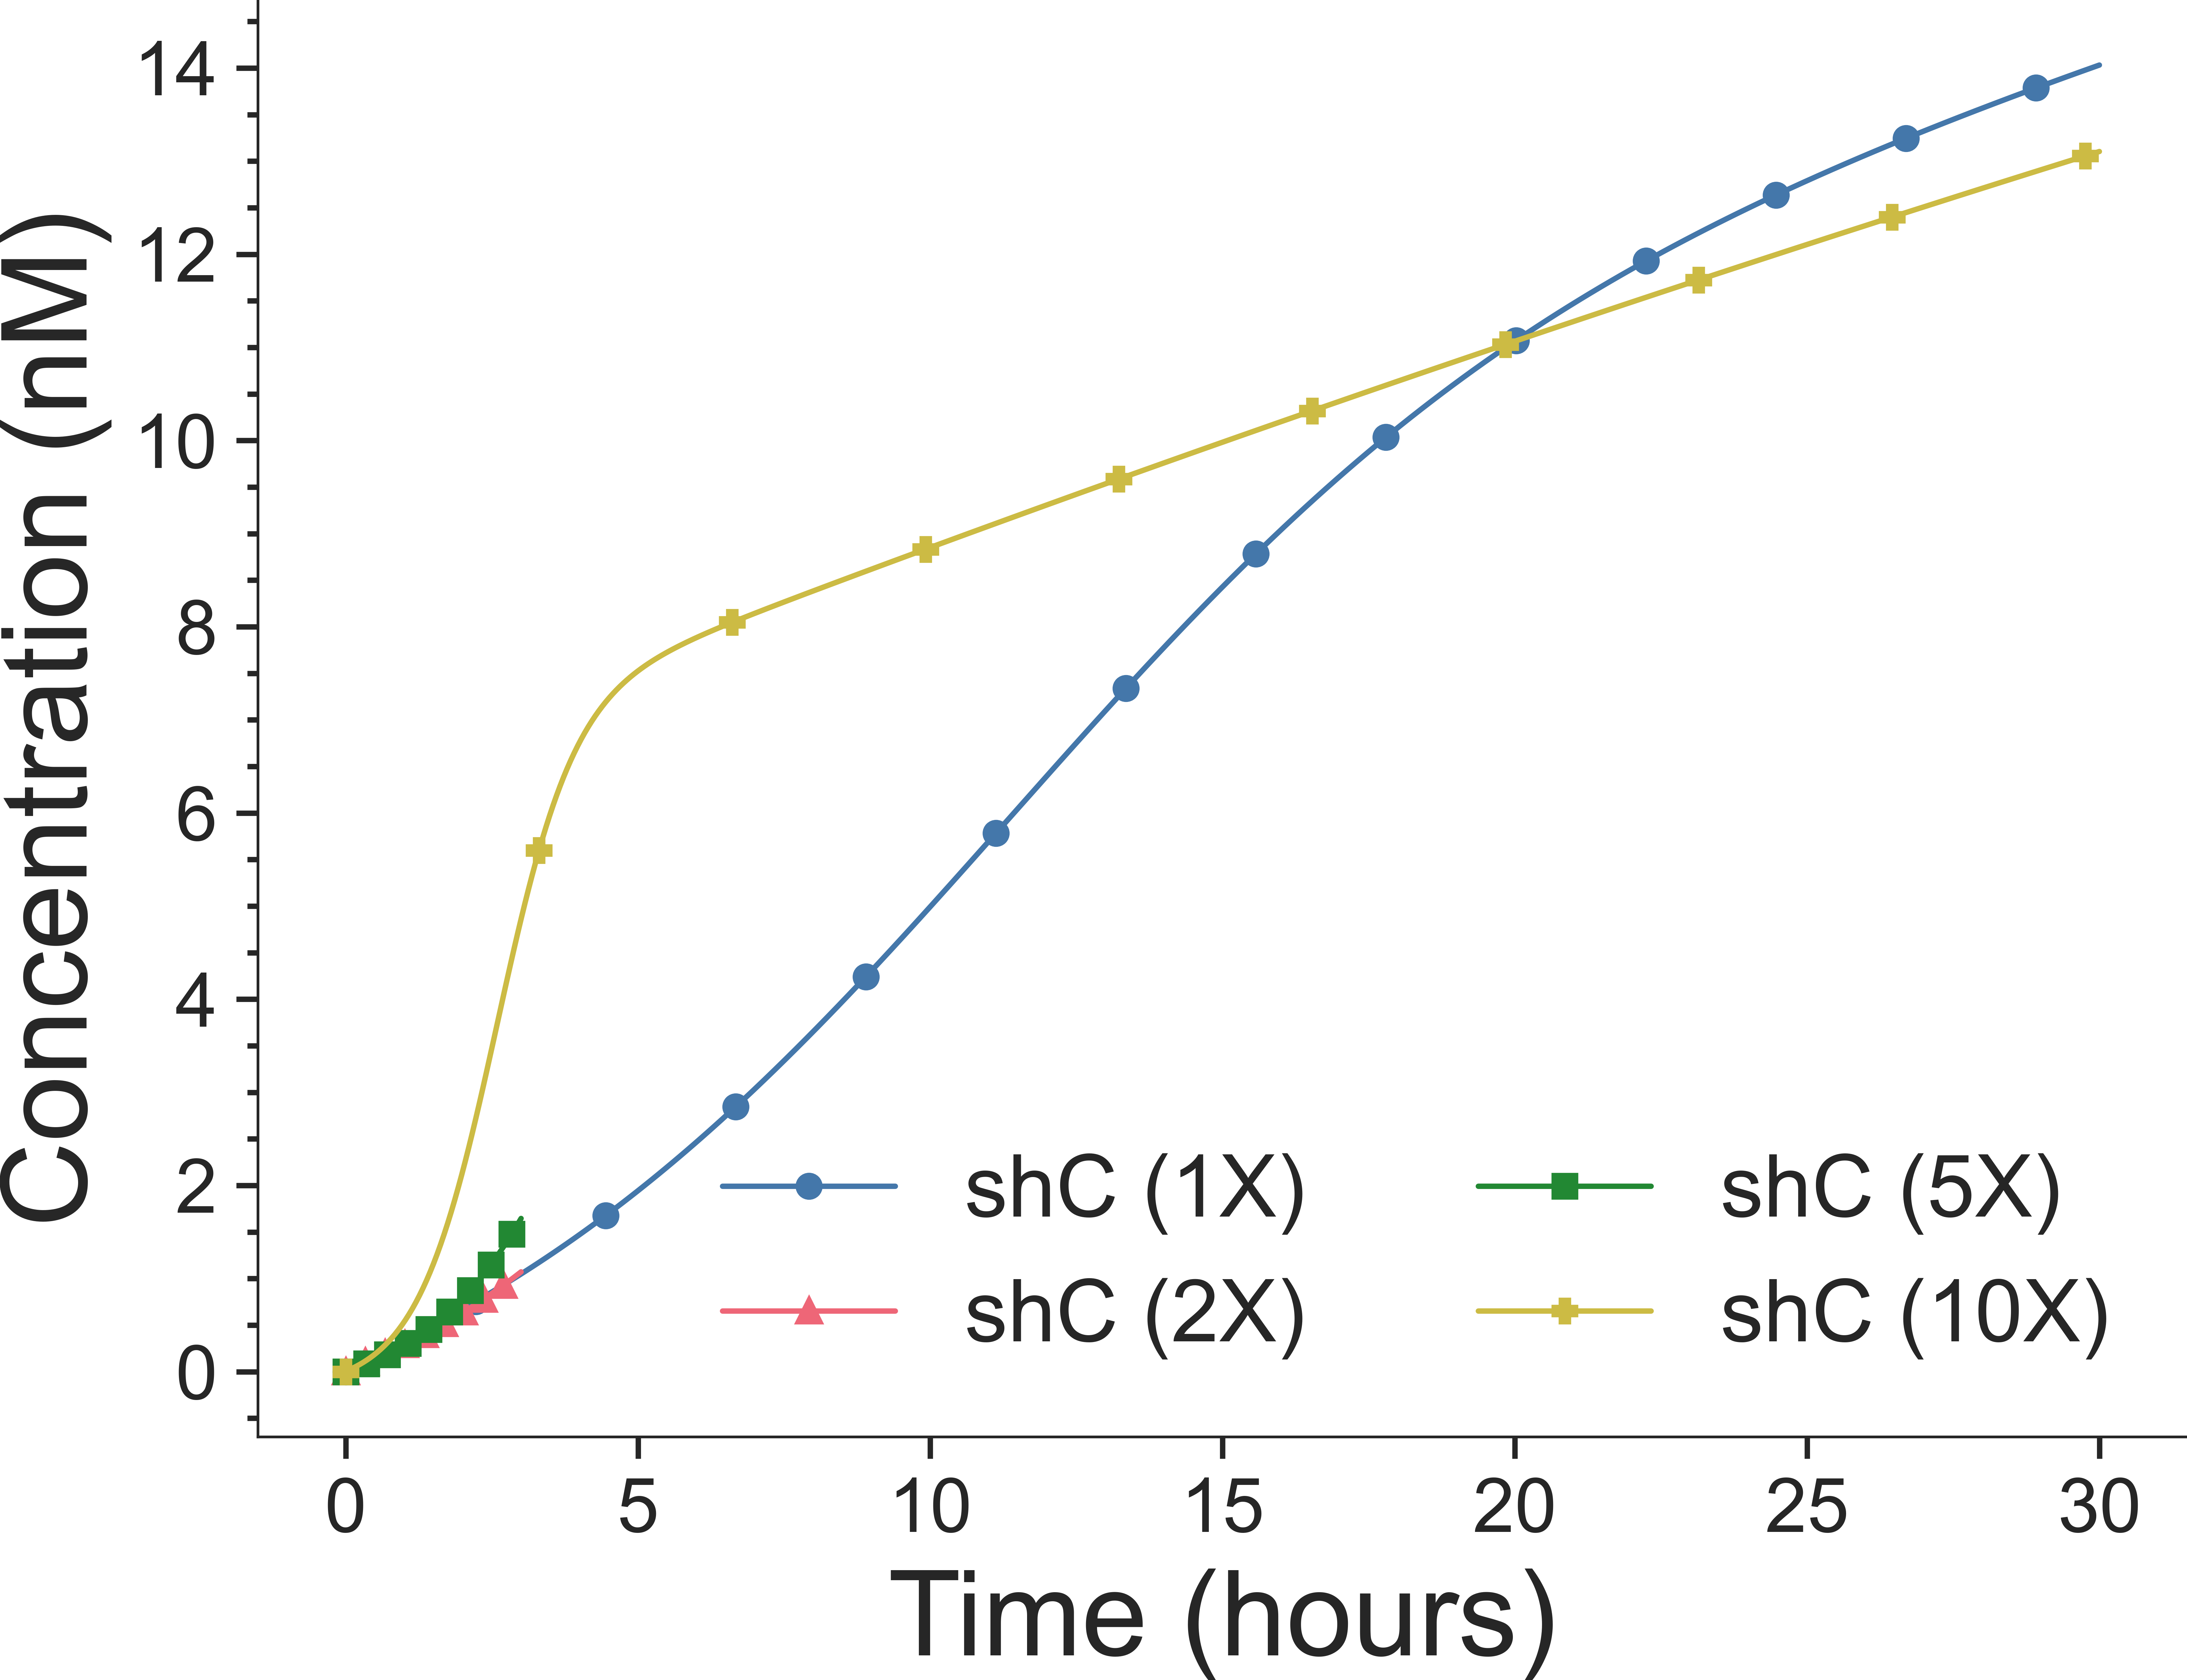 Concentration (nM)
14
12
10
8
6
4
2
0
shC (1X)
shC (2X)
shC (5X)
shC (10X)
0 5 10 15 20 25 30
Time (hours)